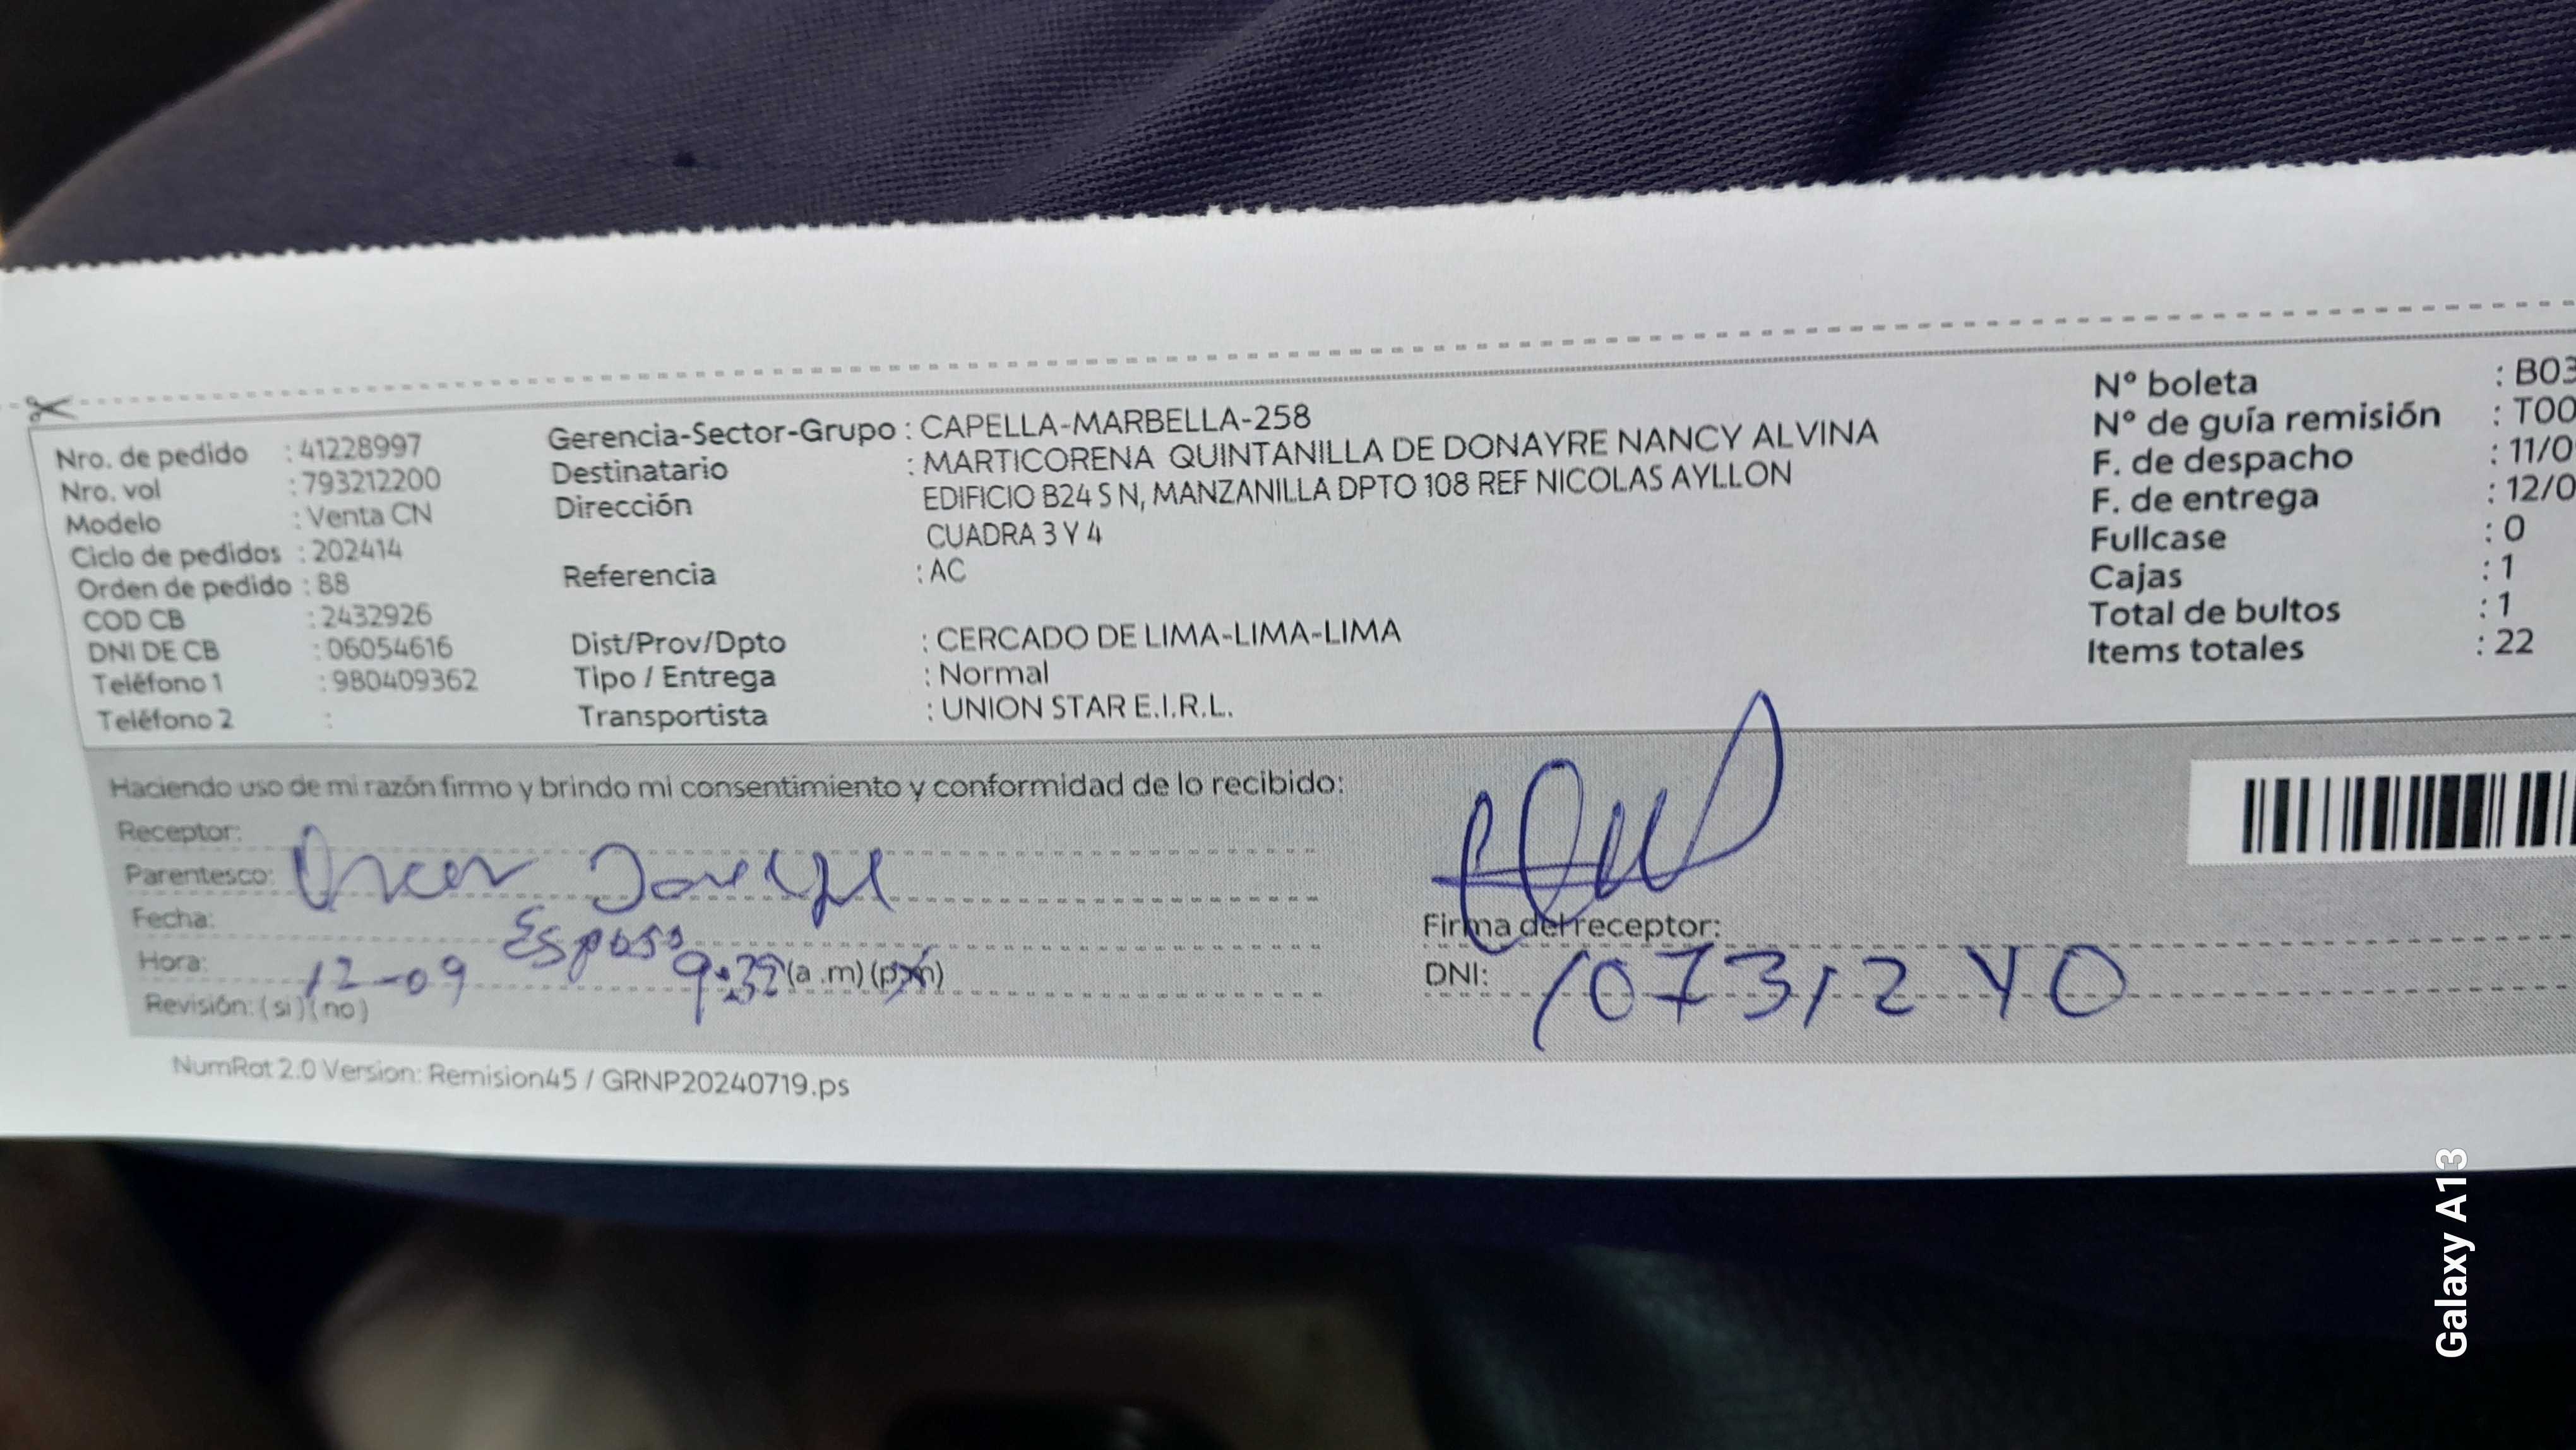 Nro. de pedido : 41228997
Nro. vol : 793212200
Modelo : Venta CN
Ciclo de pedidos : 202414
Orden de pedido : 88
COD CB : 2432926
DNI DE CB : 06054616
Teléfono 1 : 980409362
Teléfono 2 :
Gerencia-Sector-Grupo : CAPELLA-MARBELLA-258
Destinatario : MARTICORENA QUINTANILLA DE DONAYRE NANCY ALVINA
Dirección EDIFICIO B24 S N, MANZANILLA DPTO 108 REF NICOLAS AYLLON
CUADRA 3 Y 4
Referencia : AC
Dist/Prov/Dpto : CERCADO DE LIMA-LIMA-LIMA
Tipo / Entrega : Normal
Transportista : UNION STAR E.I.R.L.
Nº boleta : B03
Nº de guía remisión : T00
F. de despacho : 11/0
F. de entrega : 12/0
Fullcase : 0
Cajas : 1
Total de bultos : 1
Items totales : 22
Haciendo uso de mi razón firmo y brindo mi consentimiento y conformidad de lo recibido:
Receptor:
Parentesco: Oscar
Fecha: Esposo
Hora: 12-09 9:32 (a .m) (p.m)
Revisión: (si) (no)
Firma del receptor:
DNI:
NumRot 2.0 Version: Remision45 / GRNP20240719.ps
Galaxy A13